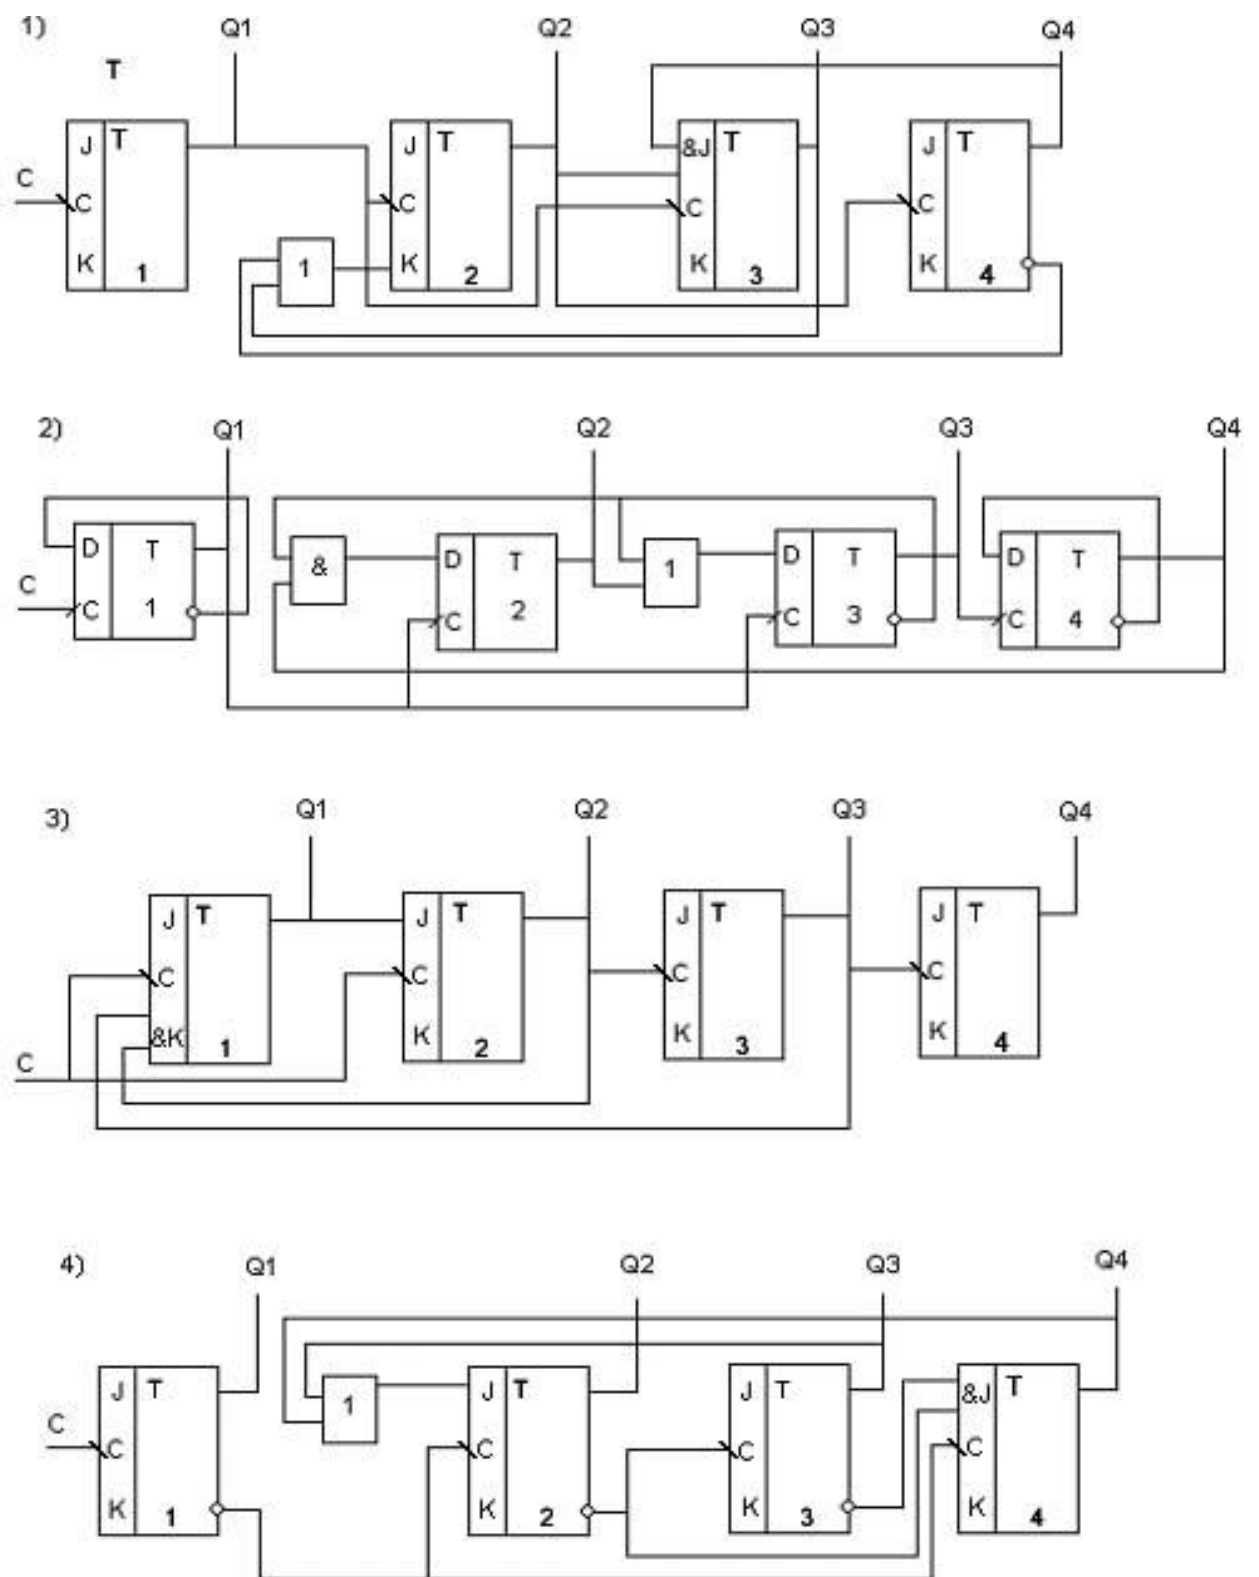 1) Q1 Q2 Q3 Q4
T
J T J T &J T J T
C C C C C
K 1 1 K 2 K 3 K 4
2) Q1 Q2 Q3 Q4
D T & D T 1 D T D T
C C 1 C 2 C 3 C 4
3) Q1 Q2 Q3 Q4
J T J T J T J T
C C C C
C &K 1 K 2 K 3 K 4
4) Q1 Q2 Q3 Q4
J T 1 J T J T &J T
C C C C C
K 1 K 2 K 3 K 4